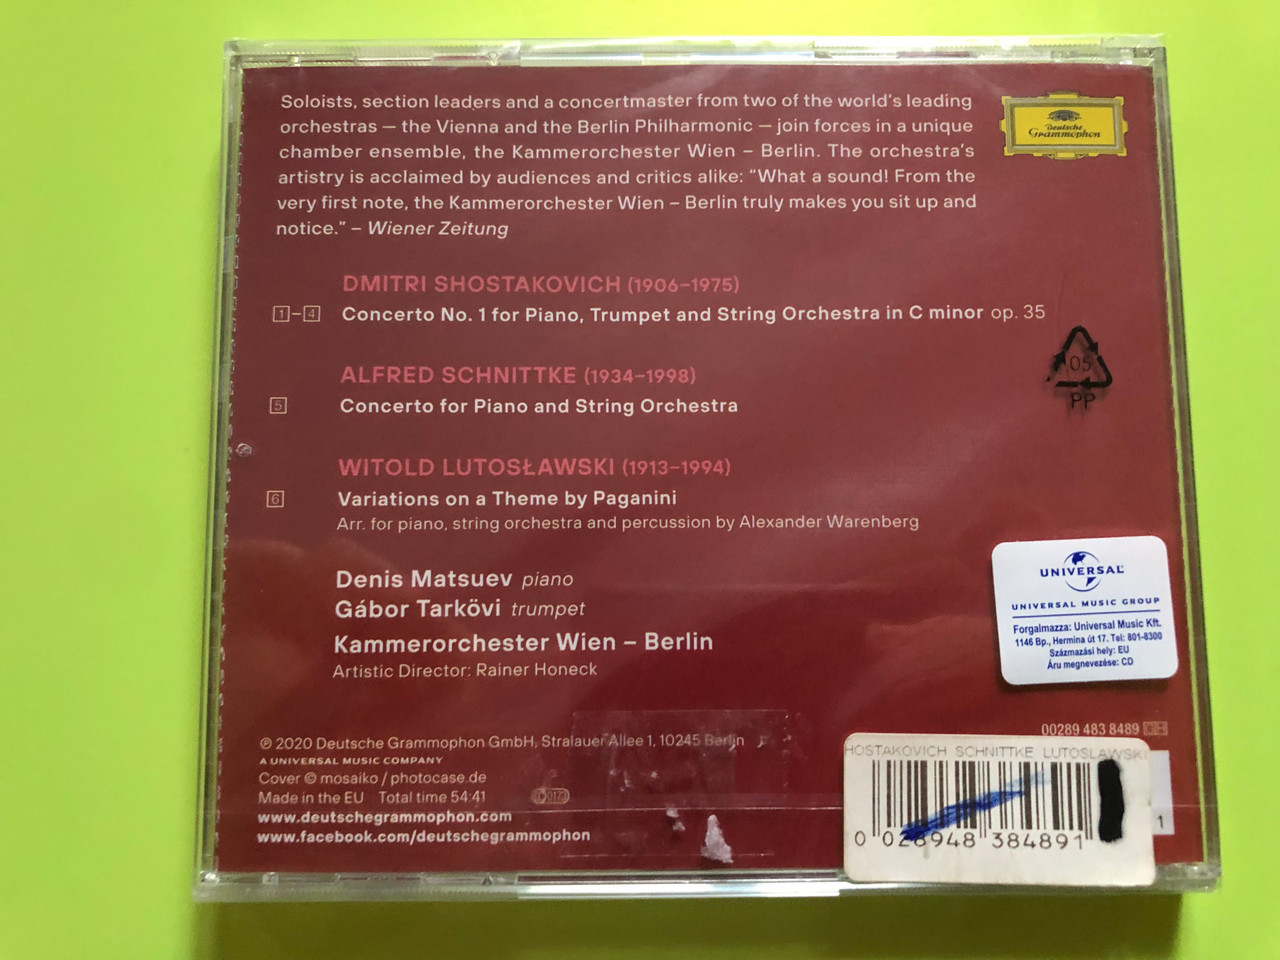 Soloists, section leaders and a concertmaster from two of the world's leading
orchestras – the Vienna and the Berlin Philharmonic – join forces in a unique
chamber ensemble, the Kammerorchester Wien – Berlin. The orchestra's
artistry is acclaimed by audiences and critics alike: "What a sound! From the
very first note, the Kammerorchester Wien – Berlin truly makes you sit up and
notice." – Wiener Zeitung
Deutsche
Grammophon
DMITRI SHOSTAKOVICH (1906–1975)
1–4 Concerto No. 1 for Piano, Trumpet and String Orchestra in C minor op. 35
05
PP
ALFRED SCHNITTKE (1934–1998)
5 Concerto for Piano and String Orchestra
WITOLD LUTOSŁAWSKI (1913–1994)
6 Variations on a Theme by Paganini
Arr. for piano, string orchestra and percussion by Alexander Warenberg
Denis Matsuev piano
Gábor Tarkövi trumpet
Kammerorchester Wien – Berlin
Artistic Director: Rainer Honeck
UNIVERSAL
UNIVERSAL MUSIC GROUP
Forgalmazza: Universal Music Kft.
1146 Bp., Hermina út 17. Tel: 801-8300
Származási hely: EU
Áru megnevezése: CD
℗ 2020 Deutsche Grammophon GmbH, Stralauer Allee 1, 10245 Berlin
A UNIVERSAL MUSIC COMPANY
Cover © mosaiko / photocase.de
Made in the EU Total time 54:41
www.deutschegrammophon.com
www.facebook.com/deutschegrammophon
00289 483 8489 GH
HOSTAKOVICH SCHNITTKE LUTOSLAWSKI
0 028948 384891
1